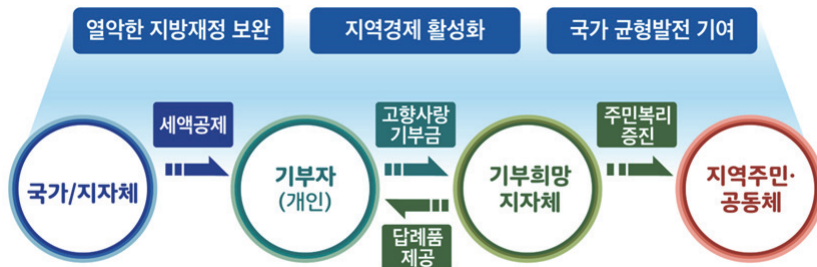 열악한 지방재정 보완
지역경제 활성화
국가 균형발전 기여
국가/지자체
세액공제
기부자
(개인)
고향사랑
기부금
답례품
제공
기부희망
지자체
주민복리
증진
지역주민·
공동체